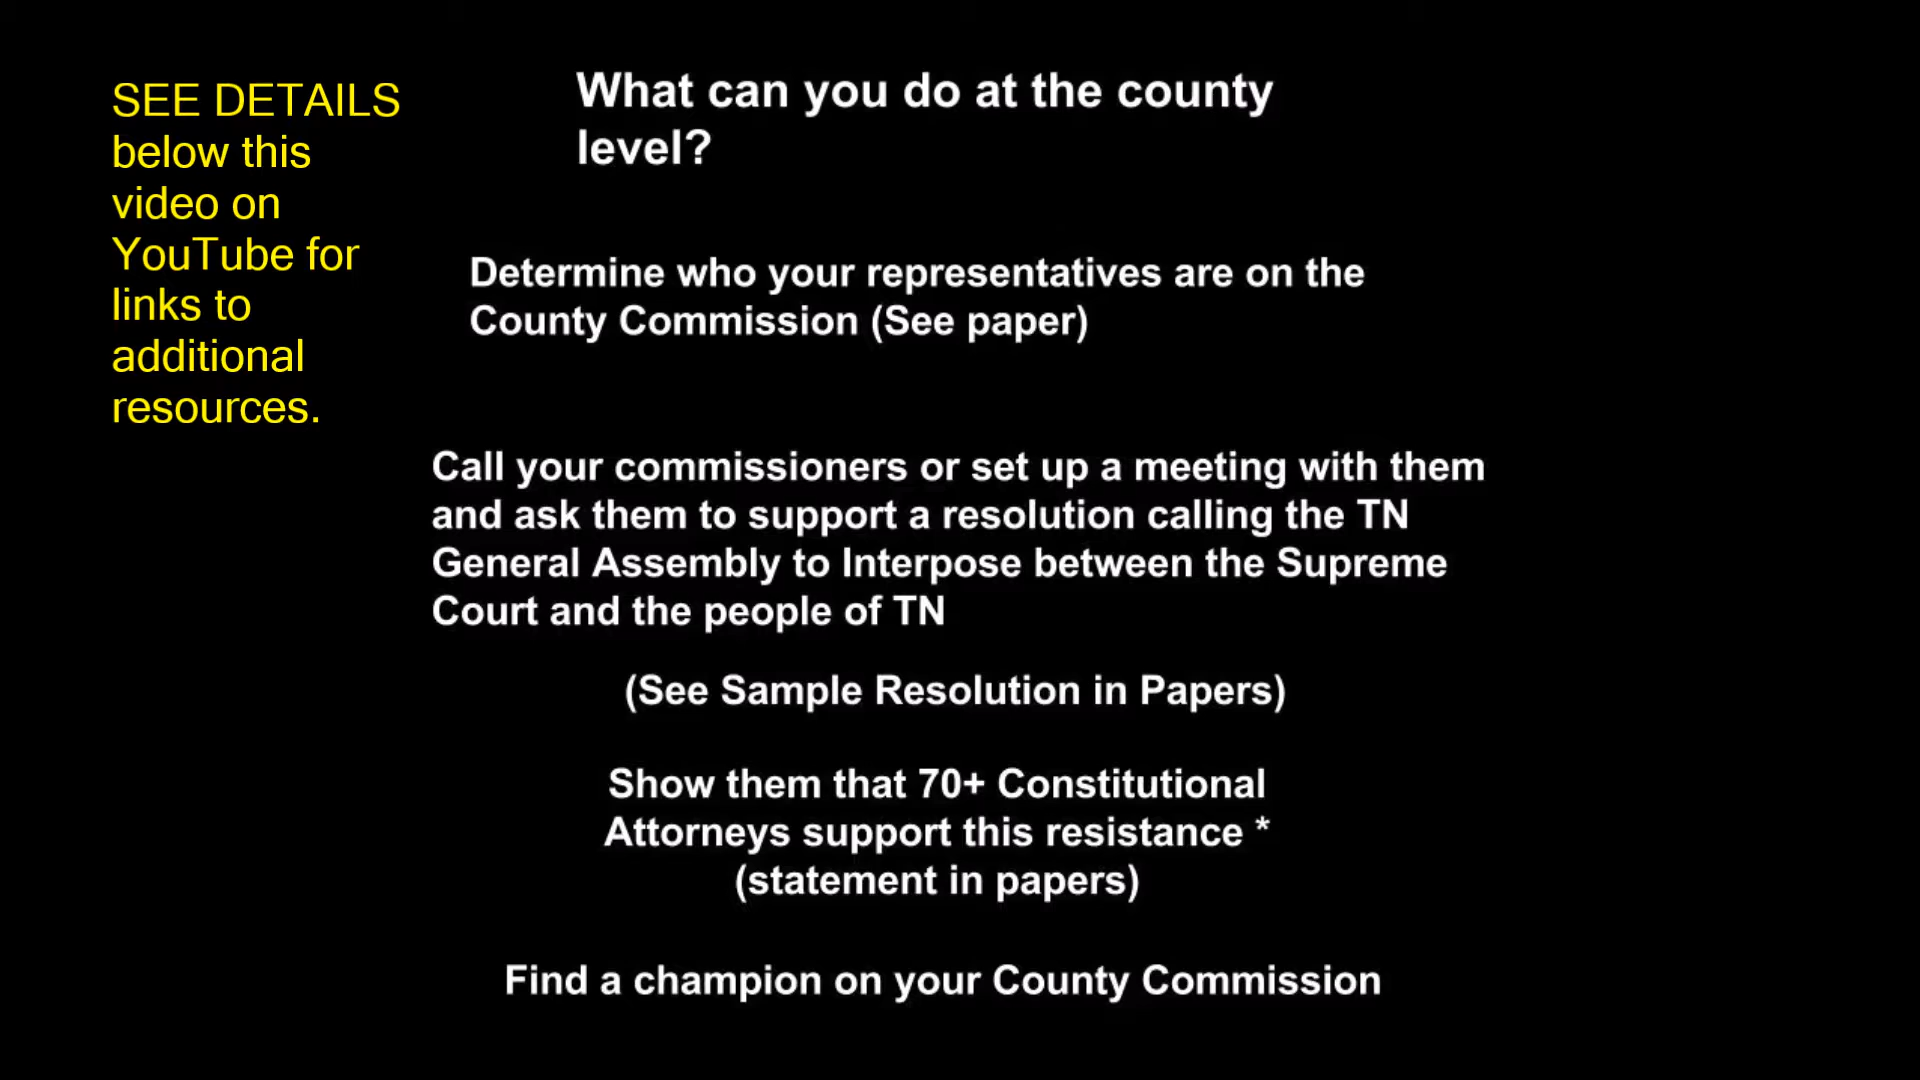 SEE DETAILS
below this
video on
YouTube for
links to
additional
resources.
What can you do at the county
level?
Determine who your representatives are on the
County Commission (See paper)
Call your commissioners or set up a meeting with them
and ask them to support a resolution calling the TN
General Assembly to Interpose between the Supreme
Court and the people of TN
(See Sample Resolution in Papers)
Show them that 70+ Constitutional
Attorneys support this resistance *
(statement in papers)
Find a champion on your County Commission